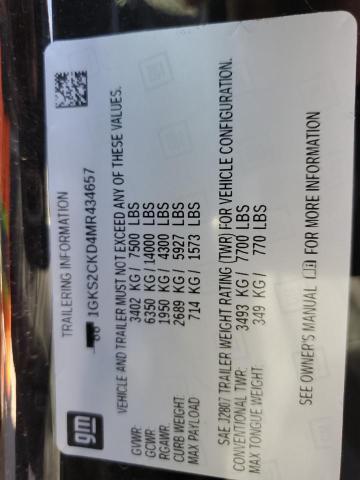 gm
TRAILERING INFORMATION
1GKS2CKD4MR434657
VEHICLE AND TRAILER MUST NOT EXCEED ANY OF THESE VALUES.
GVWR: 3402 KG / 7500 LBS
GCWR: 6350 KG / 14000 LBS
RGAWR: 1950 KG / 4300 LBS
CURB WEIGHT: 2689 KG / 5927 LBS
MAX PAYLOAD 714 KG / 1573 LBS
SAE J2807 TRAILER WEIGHT RATING (TWR) FOR VEHICLE CONFIGURATION.
CONVENTIONAL TWR: 3493 KG / 7700 LBS
MAX TONGUE WEIGHT: 349 KG / 770 LBS
SEE OWNER'S MANUAL FOR MORE INFORMATION